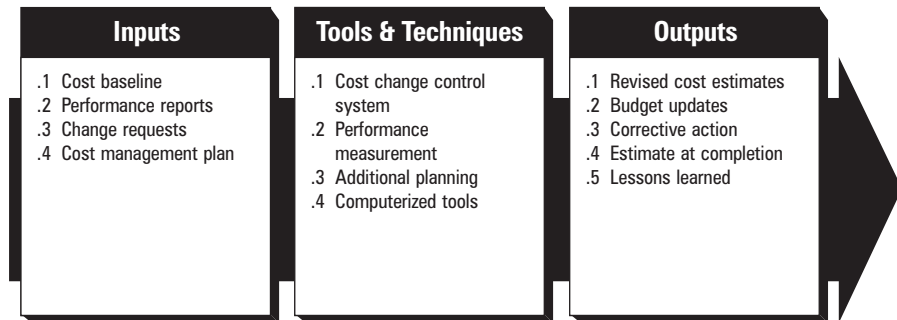 Inputs
.1 Cost baseline
.2 Performance reports
.3 Change requests
.4 Cost management plan
Tools & Techniques
.1 Cost change control
system
.2 Performance
measurement
.3 Additional planning
.4 Computerized tools
Outputs
.1 Revised cost estimates
.2 Budget updates
.3 Corrective action
.4 Estimate at completion
.5 Lessons learned